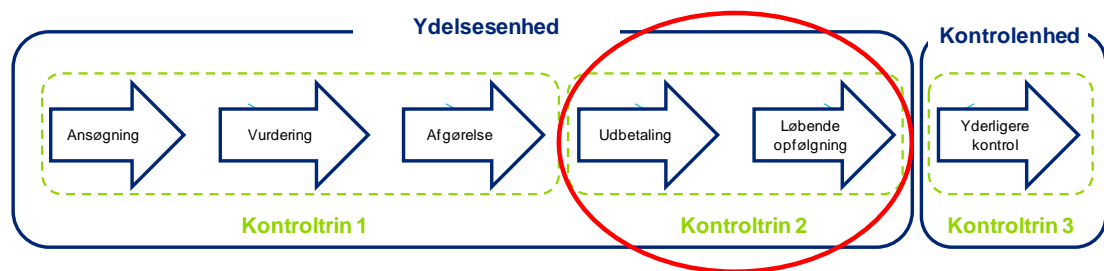 Ydelsesenhed
Kontrolenhed
Ansøgning
Vurdering
Afgørelse
Udbetaling
Løbende
opfølgning
Yderligere
kontrol
Kontroltrin 1
Kontroltrin 2
Kontroltrin 3